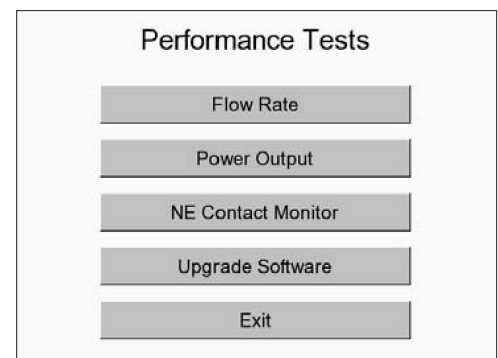 Performance Tests
Flow Rate
Power Output
NE Contact Monitor
Upgrade Software
Exit